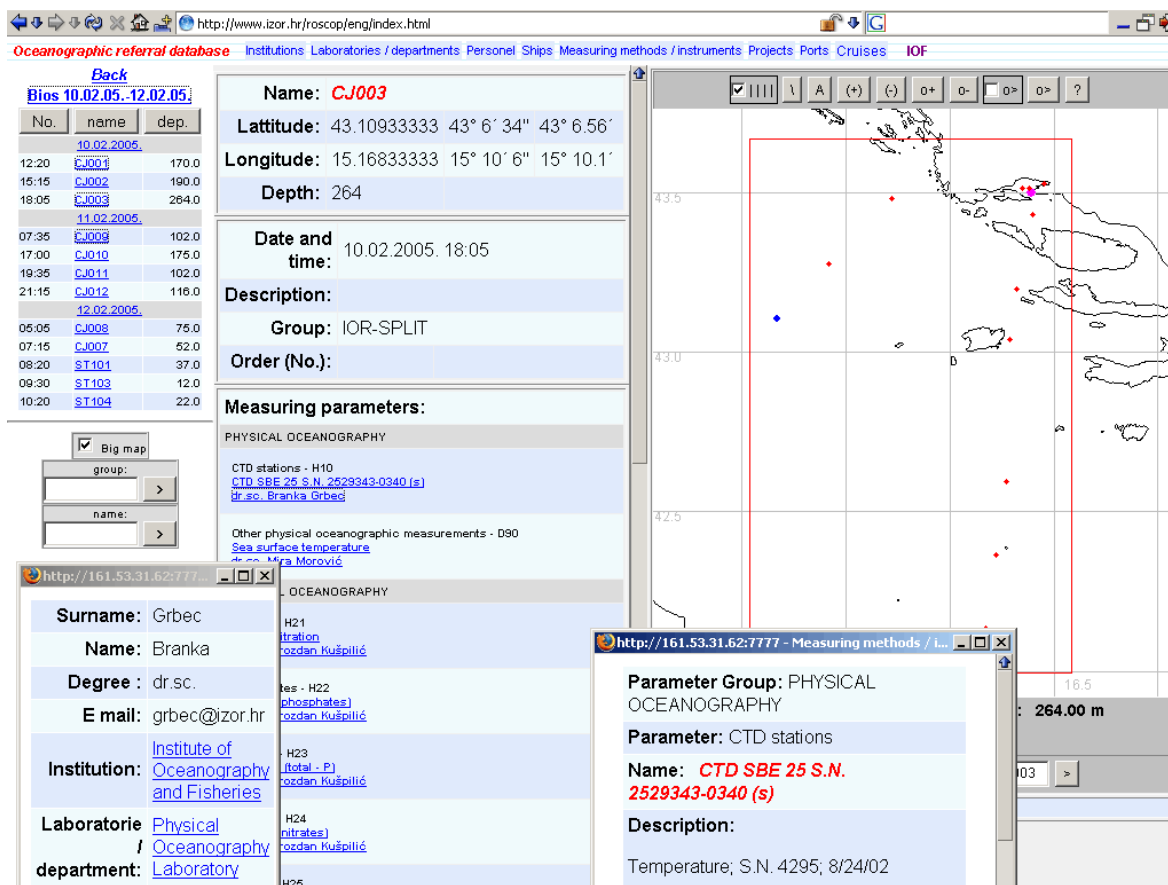 http://www.izor.hr/roscop/eng/index.html
G
Oceanographic referral database Institutions Laboratories / departments Personel Ships Measuring methods / instruments Projects Ports Cruises IOF
Back
Bios 10.02.05.-12.02.05.
No. name dep.
10.02.2005.
12:20 CJ001 170.0
15:15 CJ002 190.0
18:05 CJ003 264.0
11.02.2005.
07:35 CJ009 102.0
17:00 CJ010 175.0
19:35 CJ011 102.0
21:15 CJ012 116.0
12.02.2005.
05:05 CJ008 75.0
07:15 CJ007 52.0
08:20 ST101 37.0
09:30 ST103 12.0
10:20 ST104 22.0
Big map
group:
>
name:
>
Name: CJ003
Lattitude: 43.10933333 43° 6´ 34" 43° 6.56´
Longitude: 15.16833333 15° 10´ 6" 15° 10.1´
Depth: 264
Date and
time: 10.02.2005. 18:05
Description:
Group: IOR-SPLIT
Order (No.):
Measuring parameters:
PHYSICAL OCEANOGRAPHY
CTD stations - H10
CTD SBE 25 S.N. 2529343-0340 (s)
dr.sc. Branka Grbec
Other physical oceanographic measurements - D90
Sea surface temperature
dr.sc. Mira Morović
OCEANOGRAPHY
H21
rozdan Kušpilić
H22
phosphates)
rozdan Kušpilić
- H23
(total - P)
rozdan Kušpilić
H24
nitrates)
rozdan Kušpilić
H25
|||| \ A (+) (-) o+ o- o> o> ?
43.5
43.0
42.5
16.5
: 264.00 m
003 >
http://161.53.31.62:777...
Surname: Grbec
Name: Branka
Degree : dr.sc.
E mail: grbec@izor.hr
Institution: Institute of
Oceanography
and Fisheries
Laboratorie
/
department: Physical
Oceanography
Laboratory
http://161.53.31.62:7777 - Measuring methods / i...
Parameter Group: PHYSICAL
OCEANOGRAPHY
Parameter: CTD stations
Name: CTD SBE 25 S.N.
2529343-0340 (s)
Description:
Temperature; S.N. 4295; 8/24/02